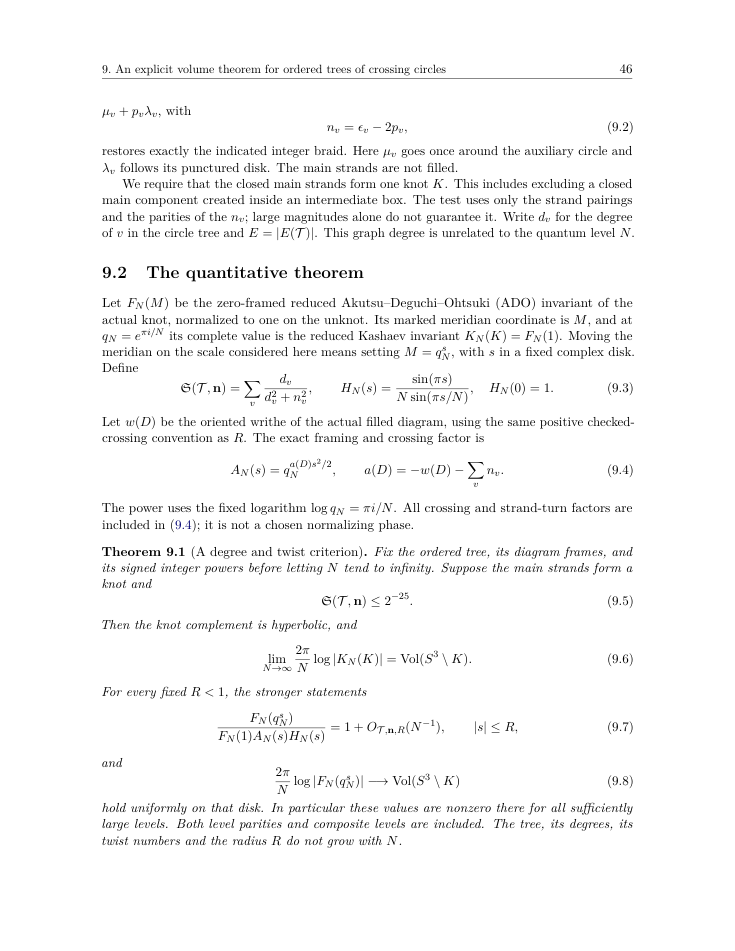 9. An explicit volume theorem for ordered trees of crossing circles 46
μ_v + p_vλ_v, with
n_v = ϵ_v − 2p_v, (9.2)
restores exactly the indicated integer braid. Here μ_v goes once around the auxiliary circle and
λ_v follows its punctured disk. The main strands are not filled.
We require that the closed main strands form one knot K. This includes excluding a closed
main component created inside an intermediate box. The test uses only the strand pairings
and the parities of the n_v; large magnitudes alone do not guarantee it. Write d_v for the degree
of v in the circle tree and E = |E(𝒯)|. This graph degree is unrelated to the quantum level N.
9.2 The quantitative theorem
Let F_N(M) be the zero-framed reduced Akutsu–Deguchi–Ohtsuki (ADO) invariant of the
actual knot, normalized to one on the unknot. Its marked meridian coordinate is M, and at
q_N = e^{πi/N} its complete value is the reduced Kashaev invariant K_N(K) = F_N(1). Moving the
meridian on the scale considered here means setting M = q_N^s, with s in a fixed complex disk.
Define
𝔖(𝒯, n) = ∑_v d_v/(d_v^2 + n_v^2), H_N(s) = sin(πs)/(N sin(πs/N)), H_N(0) = 1. (9.3)
Let w(D) be the oriented writhe of the actual filled diagram, using the same positive checked-
crossing convention as R. The exact framing and crossing factor is
A_N(s) = q_N^{a(D)s^2/2}, a(D) = −w(D) − ∑_v n_v. (9.4)
The power uses the fixed logarithm log q_N = πi/N. All crossing and strand-turn factors are
included in (9.4); it is not a chosen normalizing phase.
Theorem 9.1 (A degree and twist criterion). Fix the ordered tree, its diagram frames, and
its signed integer powers before letting N tend to infinity. Suppose the main strands form a
knot and
𝔖(𝒯, n) ≤ 2^{−25}. (9.5)
Then the knot complement is hyperbolic, and
lim_{N→∞} 2π/N log |K_N(K)| = Vol(S^3 \ K). (9.6)
For every fixed R < 1, the stronger statements
F_N(q_N^s)/(F_N(1)A_N(s)H_N(s)) = 1 + O_{𝒯,n,R}(N^{−1}), |s| ≤ R, (9.7)
and
2π/N log |F_N(q_N^s)| ⟶ Vol(S^3 \ K) (9.8)
hold uniformly on that disk. In particular these values are nonzero there for all sufficiently
large levels. Both level parities and composite levels are included. The tree, its degrees, its
twist numbers and the radius R do not grow with N.